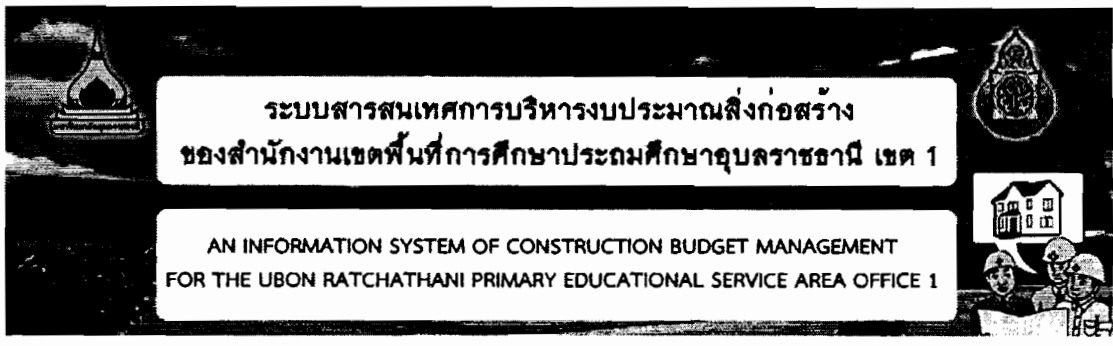 ระบบสารสนเทศการบริหารงบประมาณสิ่งก่อสร้าง
ของสำนักงานเขตพื้นที่การศึกษาประถมศึกษาอุบลราชธานี เขต 1
AN INFORMATION SYSTEM OF CONSTRUCTION BUDGET MANAGEMENT
FOR THE UBON RATCHATHANI PRIMARY EDUCATIONAL SERVICE AREA OFFICE 1